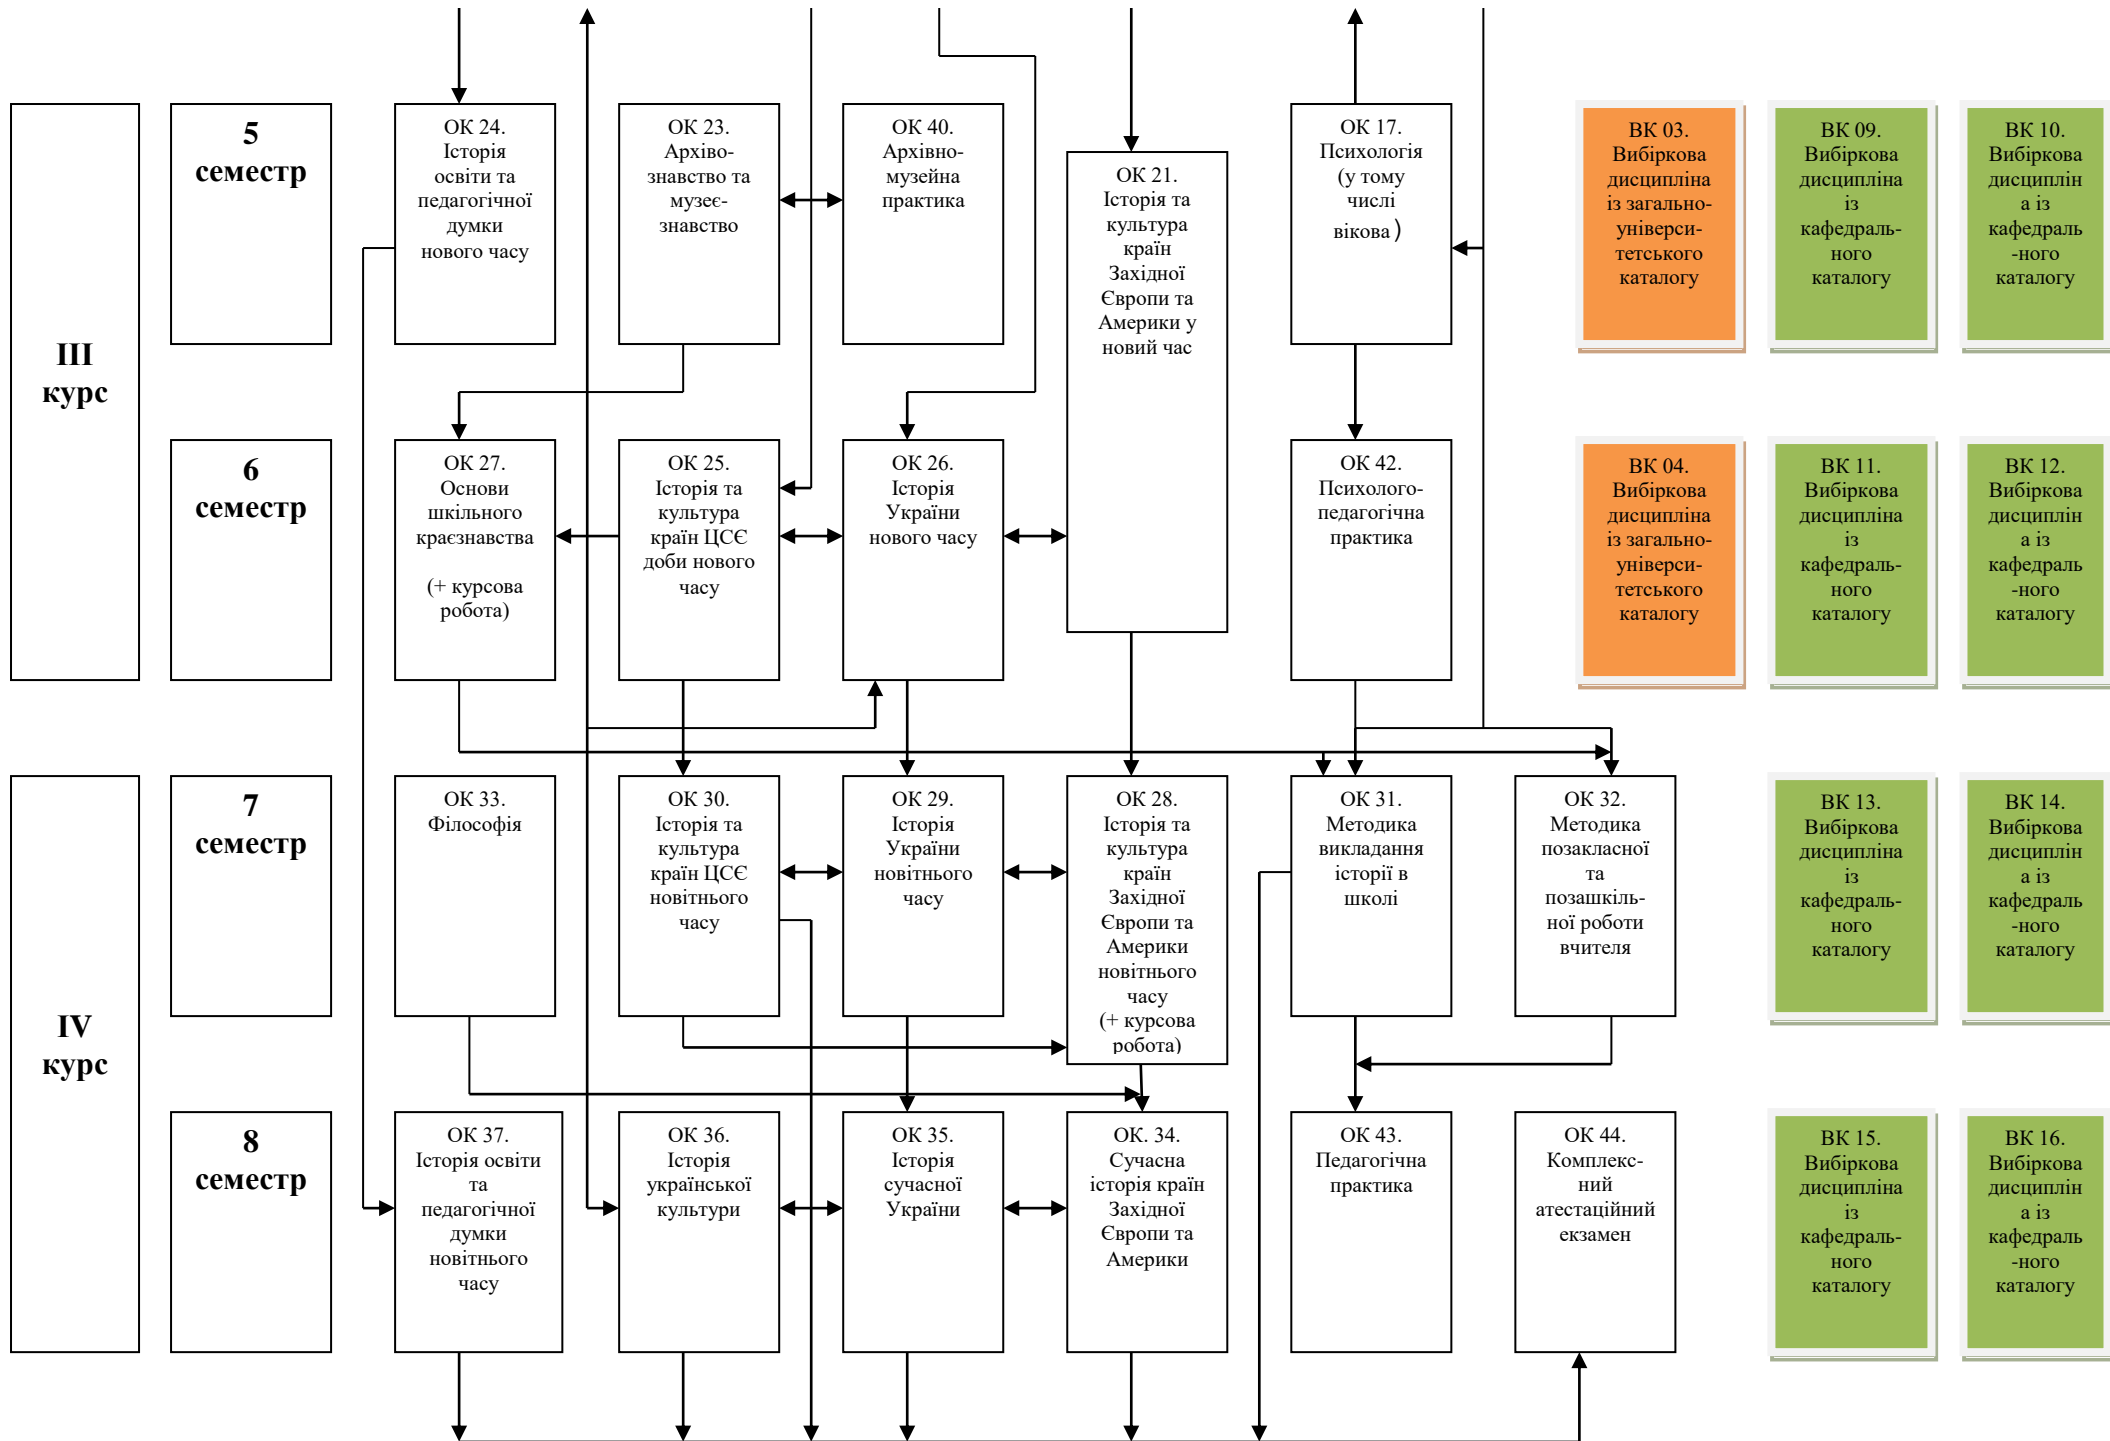 III
курс
5
семестр
ОК 24.
Історія
освіти та
педагогічної
думки
нового часу
ОК 23.
Архіво-
знавство та
музеє-
знавство
ОК 40.
Архівно-
музейна
практика
ОК 21.
Історія та
культура
країн
Західної
Європи та
Америки у
новий час
ОК 17.
Психологія
(у тому
числі
вікова)
ВК 03.
Вибіркова
дисципліна
із загально-
універси-
тетського
каталогу
ВК 09.
Вибіркова
дисципліна
із
кафедраль-
ного
каталогу
ВК 10.
Вибіркова
дисциплін
а із
кафедраль
-ного
каталогу
6
семестр
ОК 27.
Основи
шкільного
краєзнавства
(+ курсова
робота)
ОК 25.
Історія та
культура
країн ЦСЄ
доби нового
часу
ОК 26.
Історія
України
нового часу
ОК 42.
Психолого-
педагогічна
практика
ВК 04.
Вибіркова
дисципліна
із загально-
універси-
тетського
каталогу
ВК 11.
Вибіркова
дисципліна
із
кафедраль-
ного
каталогу
ВК 12.
Вибіркова
дисциплін
а із
кафедраль
-ного
каталогу
IV
курс
7
семестр
ОК 33.
Філософія
ОК 30.
Історія та
культура
країн ЦСЄ
новітнього
часу
ОК 29.
Історія
України
новітнього
часу
ОК 28.
Історія та
культура
країн
Західної
Європи та
Америки
новітнього
часу
(+ курсова
робота)
ОК 31.
Методика
викладання
історії в
школі
ОК 32.
Методика
позакласної
та
позашкіль-
ної роботи
вчителя
ВК 13.
Вибіркова
дисципліна
із
кафедраль-
ного
каталогу
ВК 14.
Вибіркова
дисциплін
а із
кафедраль
-ного
каталогу
8
семестр
ОК 37.
Історія освіти
та
педагогічної
думки
новітнього
часу
ОК 36.
Історія
української
культури
ОК 35.
Історія
сучасної
України
ОК. 34.
Сучасна
історія країн
Західної
Європи та
Америки
ОК 43.
Педагогічна
практика
ОК 44.
Комплекс-
ний
атестаційний
екзамен
ВК 15.
Вибіркова
дисципліна
із
кафедраль-
ного
каталогу
ВК 16.
Вибіркова
дисциплін
а із
кафедраль
-ного
каталогу